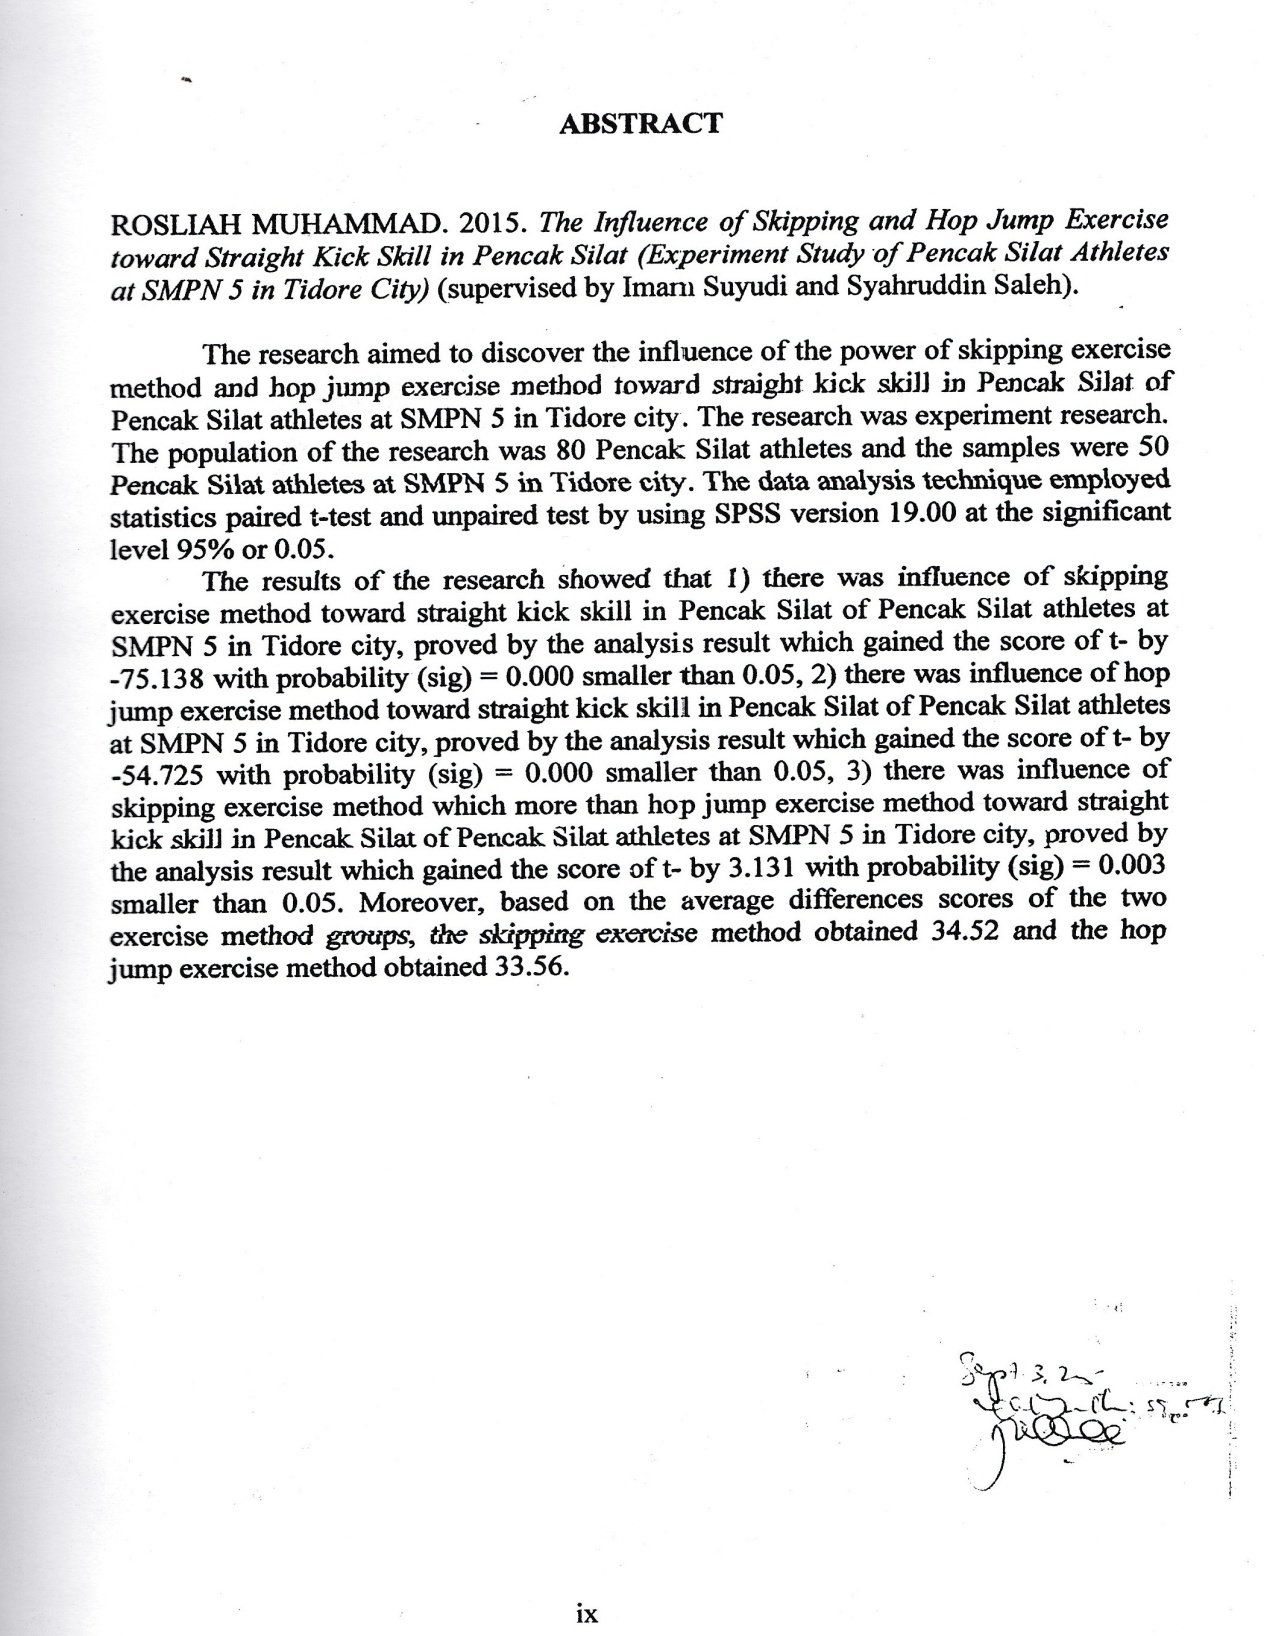 ABSTRACT
ROSLIAH MUHAMMAD. 2015. The Influence of Skipping and Hop Jump Exercise
toward Straight Kick Skill in Pencak Silat (Experiment Study of Pencak Silat Athletes
at SMPN 5 in Tidore City) (supervised by Imam Suyudi and Syahruddin Saleh).
The research aimed to discover the influence of the power of skipping exercise
method and hop jump exercise method toward straight kick skill in Pencak Silat of
Pencak Silat athletes at SMPN 5 in Tidore city. The research was experiment research.
The population of the research was 80 Pencak Silat athletes and the samples were 50
Pencak Silat athletes at SMPN 5 in Tidore city. The data analysis technique employed
statistics paired t-test and unpaired test by using SPSS version 19.00 at the significant
level 95% or 0.05.
The results of the research showed that 1) there was influence of skipping
exercise method toward straight kick skill in Pencak Silat of Pencak Silat athletes at
SMPN 5 in Tidore city, proved by the analysis result which gained the score of t- by
-75.138 with probability (sig) = 0.000 smaller than 0.05, 2) there was influence of hop
jump exercise method toward straight kick skill in Pencak Silat of Pencak Silat athletes
at SMPN 5 in Tidore city, proved by the analysis result which gained the score of t- by
-54.725 with probability (sig) = 0.000 smaller than 0.05, 3) there was influence of
skipping exercise method which more than hop jump exercise method toward straight
kick skill in Pencak Silat of Pencak Silat athletes at SMPN 5 in Tidore city, proved by
the analysis result which gained the score of t- by 3.131 with probability (sig) = 0.003
smaller than 0.05. Moreover, based on the average differences scores of the two
exercise method groups, the skipping exercise method obtained 34.52 and the hop
jump exercise method obtained 33.56.
Sept. 3,
ix